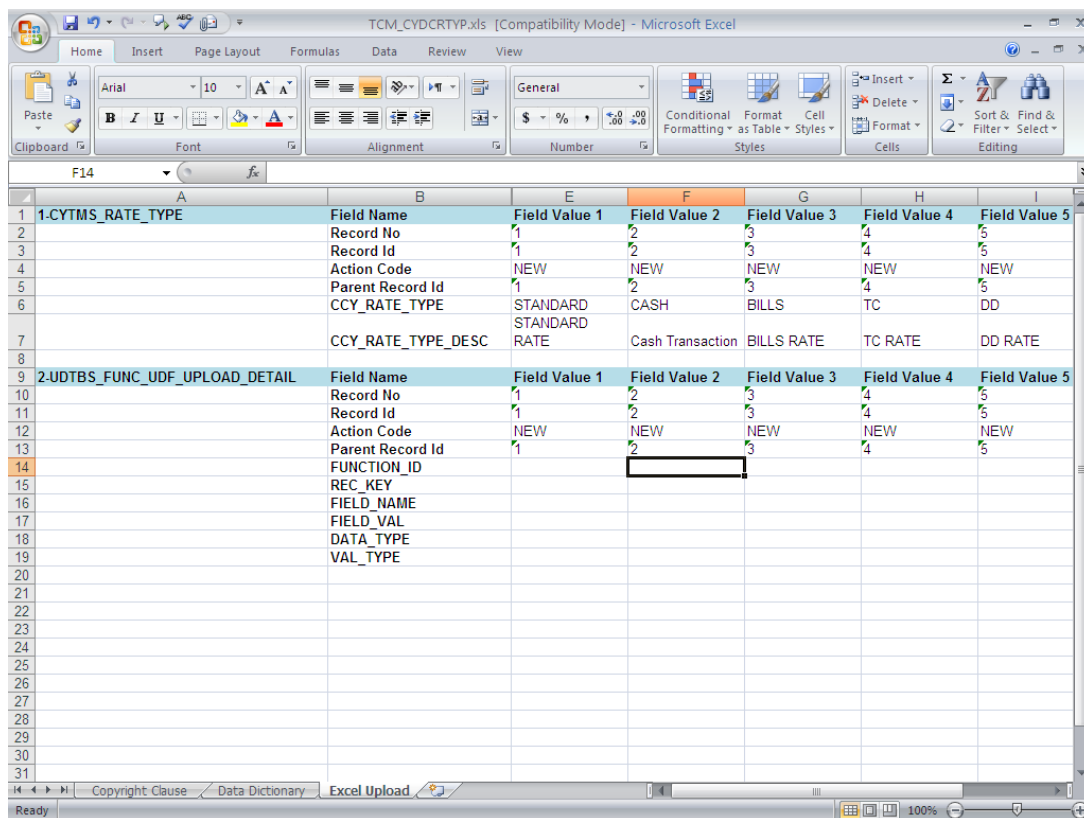 TCM_CYDCRTYP.xls [Compatibility Mode] - Microsoft Excel
Home Insert Page Layout Formulas Data Review View
Arial 10 General
Paste Conditional Formatting as Table Format Cell Styles Insert Delete Format Sort & Filter Find & Select
B I U A $ % ,
Clipboard Font Alignment Number Styles Cells Editing
F14 fx
A B E F G H I
1 1-CYTMS_RATE_TYPE Field Name Field Value 1 Field Value 2 Field Value 3 Field Value 4 Field Value 5
2 Record No 1 2 3 4 5
3 Record Id 1 2 3 4 5
4 Action Code NEW NEW NEW NEW NEW
5 Parent Record Id 1 2 3 4 5
6 CCY_RATE_TYPE STANDARD CASH BILLS TC DD
STANDARD
7 CCY_RATE_TYPE_DESC RATE Cash Transaction BILLS RATE TC RATE DD RATE
8
9 2-UDTBS_FUNC_UDF_UPLOAD_DETAIL Field Name Field Value 1 Field Value 2 Field Value 3 Field Value 4 Field Value 5
10 Record No 1 2 3 4 5
11 Record Id 1 2 3 4 5
12 Action Code NEW NEW NEW NEW NEW
13 Parent Record Id 1 2 3 4 5
14 FUNCTION_ID
15 REC_KEY
16 FIELD_NAME
17 FIELD_VAL
18 DATA_TYPE
19 VAL_TYPE
20
21
22
23
24
25
26
27
28
29
30
31
Copyright Clause Data Dictionary Excel Upload
Ready 100%